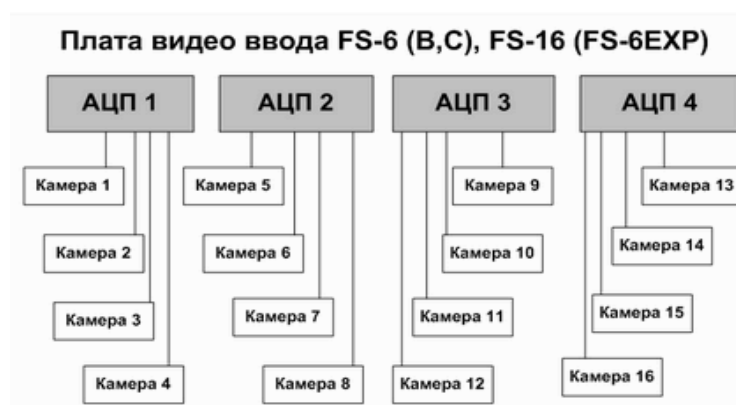 Плата видео ввода FS-6 (B,C), FS-16 (FS-6EXP)
АЦП 1
АЦП 2
АЦП 3
АЦП 4
Камера 1
Камера 5
Камера 9
Камера 13
Камера 2
Камера 6
Камера 10
Камера 14
Камера 3
Камера 7
Камера 11
Камера 15
Камера 4
Камера 8
Камера 12
Камера 16